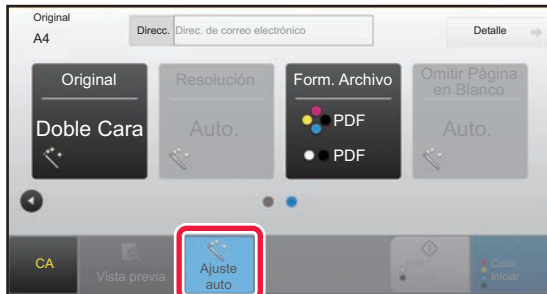 Original
A4
Direcc.
Direc. de correo electrónico
Detalle
Original
Doble Cara
Resolución
Auto.
Form. Archivo
PDF
PDF
Omitir Página
en Blanco
Auto.
CA
Vista previa
Ajuste
auto
B/N
Color
Iniciar